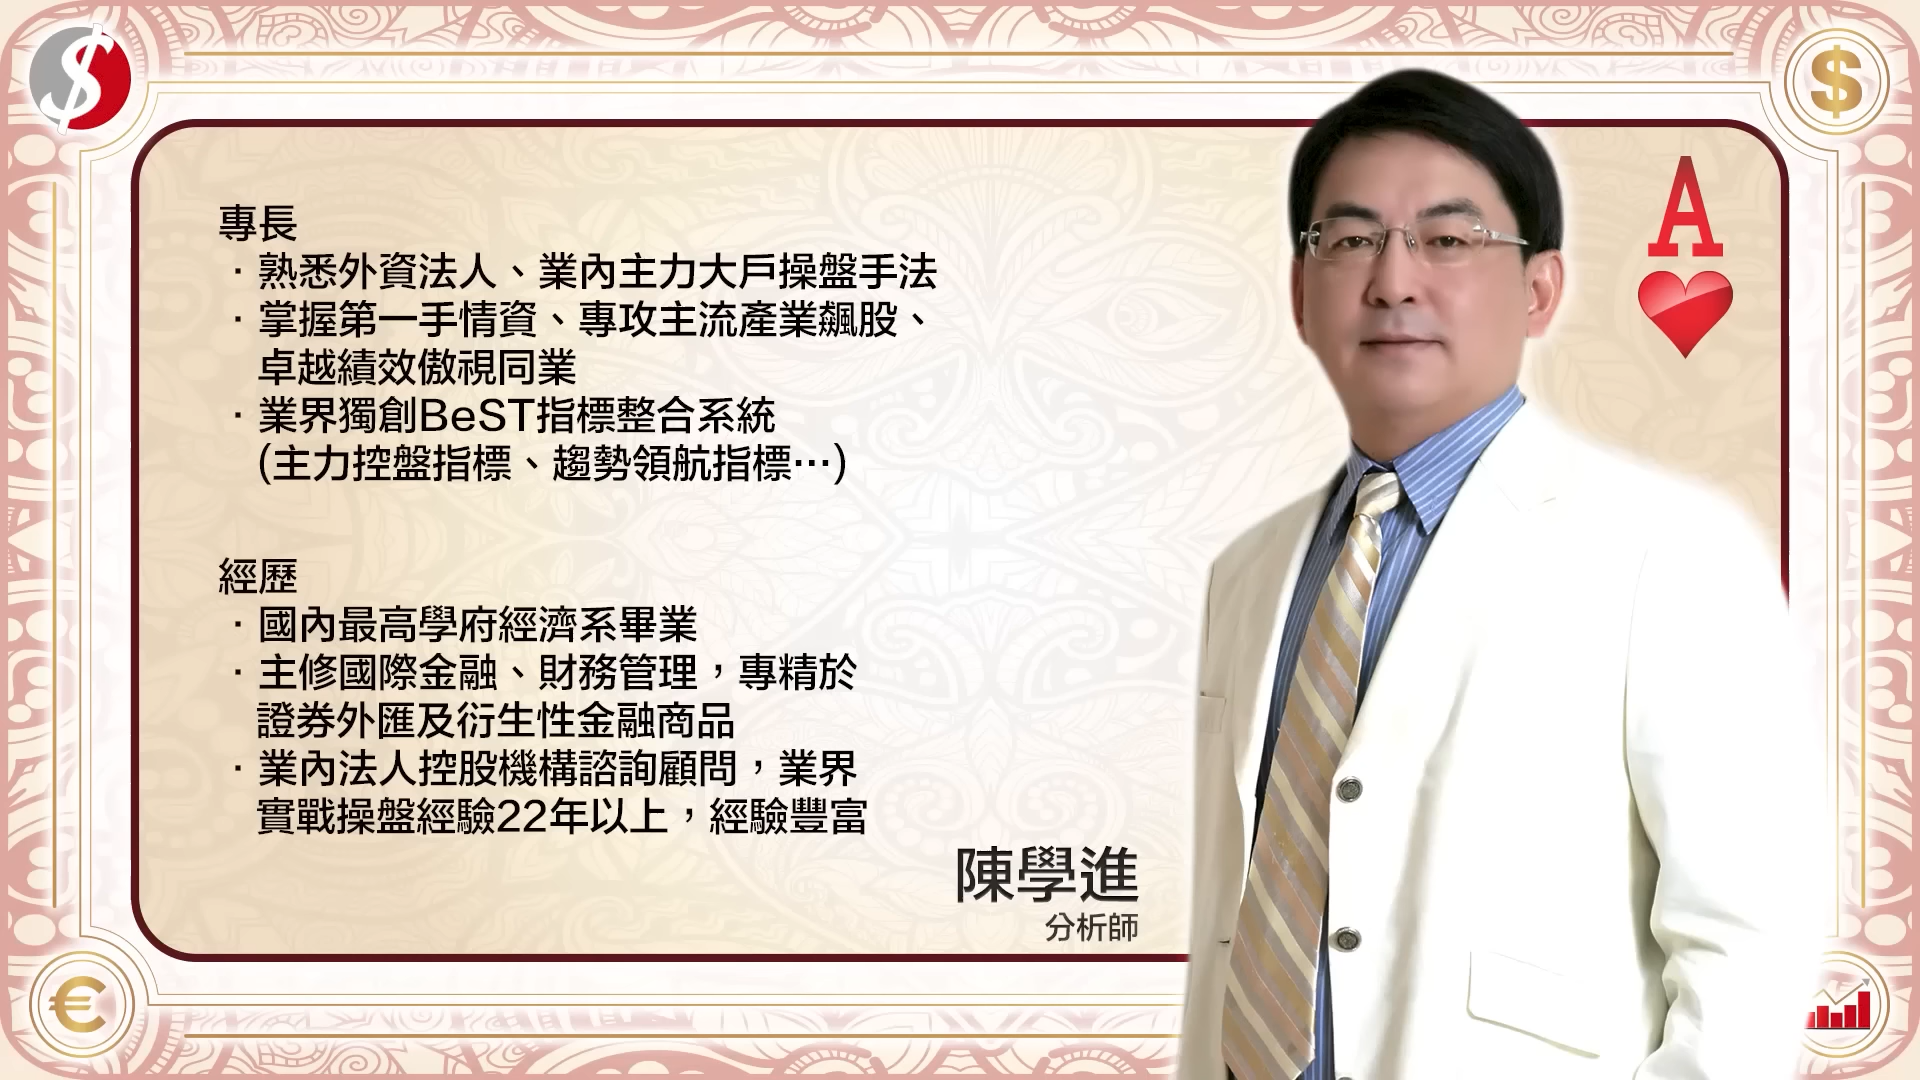 專長
·熟悉外資法人、業內主力大戶操盤手法
·掌握第一手情資、專攻主流產業飆股、
卓越績效傲視同業
·業界獨創BeST指標整合系統
(主力控盤指標、趨勢領航指標⋯)
經歷
·國內最高學府經濟系畢業
·主修國際金融、財務管理，專精於
證券外匯及衍生性金融商品
·業內法人控股機構諮詢顧問，業界
實戰操盤經驗22年以上，經驗豐富
陳學進
分析師
A
$
$
€